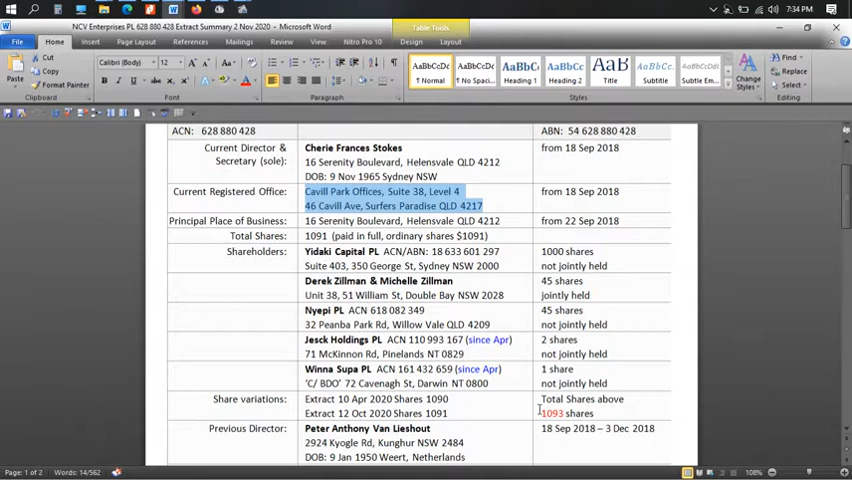 7:34 PM
NCV Enterprises PL 628 880 428 Extract Summary 2 Nov 2020 - Microsoft Word
Table Tools
File Home Insert Page Layout References Mailings Review View Nitro Pro 10 Design Layout
Paste
Cut
Copy
Format Painter
Clipboard
Calibri (Body) 12
Font
Paragraph
AaBbCcDc AaBbCcDc AaBbCc AaBbCc AaB AaBbCcL AaBbCcDt
¶ Normal ¶ No Spaci... Heading 1 Heading 2 Title Subtitle Subtle Em...
Styles
Change Styles
Find
Replace
Select
Editing
ACN: 628 880 428 ABN: 54 628 880 428
Current Director & Cherie Frances Stokes from 18 Sep 2018
Secretary (sole): 16 Serenity Boulevard, Helensvale QLD 4212
DOB: 9 Nov 1965 Sydney NSW
Current Registered Office: Cavill Park Offices, Suite 38, Level 4 from 18 Sep 2018
46 Cavill Ave, Surfers Paradise QLD 4217
Principal Place of Business: 16 Serenity Boulevard, Helensvale QLD 4212 from 22 Sep 2018
Total Shares: 1091 (paid in full, ordinary shares $1091)
Shareholders: Yidaki Capital PL ACN/ABN: 18 633 601 297 1000 shares
Suite 403, 350 George St, Sydney NSW 2000 not jointly held
Derek Zillman & Michelle Zillman 45 shares
Unit 38, 51 William St, Double Bay NSW 2028 jointly held
Nyepi PL ACN 618 082 349 45 shares
32 Peanba Park Rd, Willow Vale QLD 4209 not jointly held
Jesck Holdings PL ACN 110 993 167 (since Apr) 2 shares
71 McKinnon Rd, Pinelands NT 0829 not jointly held
Winna Supa PL ACN 161 432 659 (since Apr) 1 share
'C/ BDO' 72 Cavenagh St, Darwin NT 0800 not jointly held
Share variations: Extract 10 Apr 2020 Shares 1090 Total Shares above
Extract 12 Oct 2020 Shares 1091 1093 shares
Previous Director: Peter Anthony Van Lieshout 18 Sep 2018 – 3 Dec 2018
2924 Kyogle Rd, Kunghur NSW 2484
DOB: 9 Jan 1950 Weert, Netherlands
Page: 1 of 2 Words: 14/562 108%